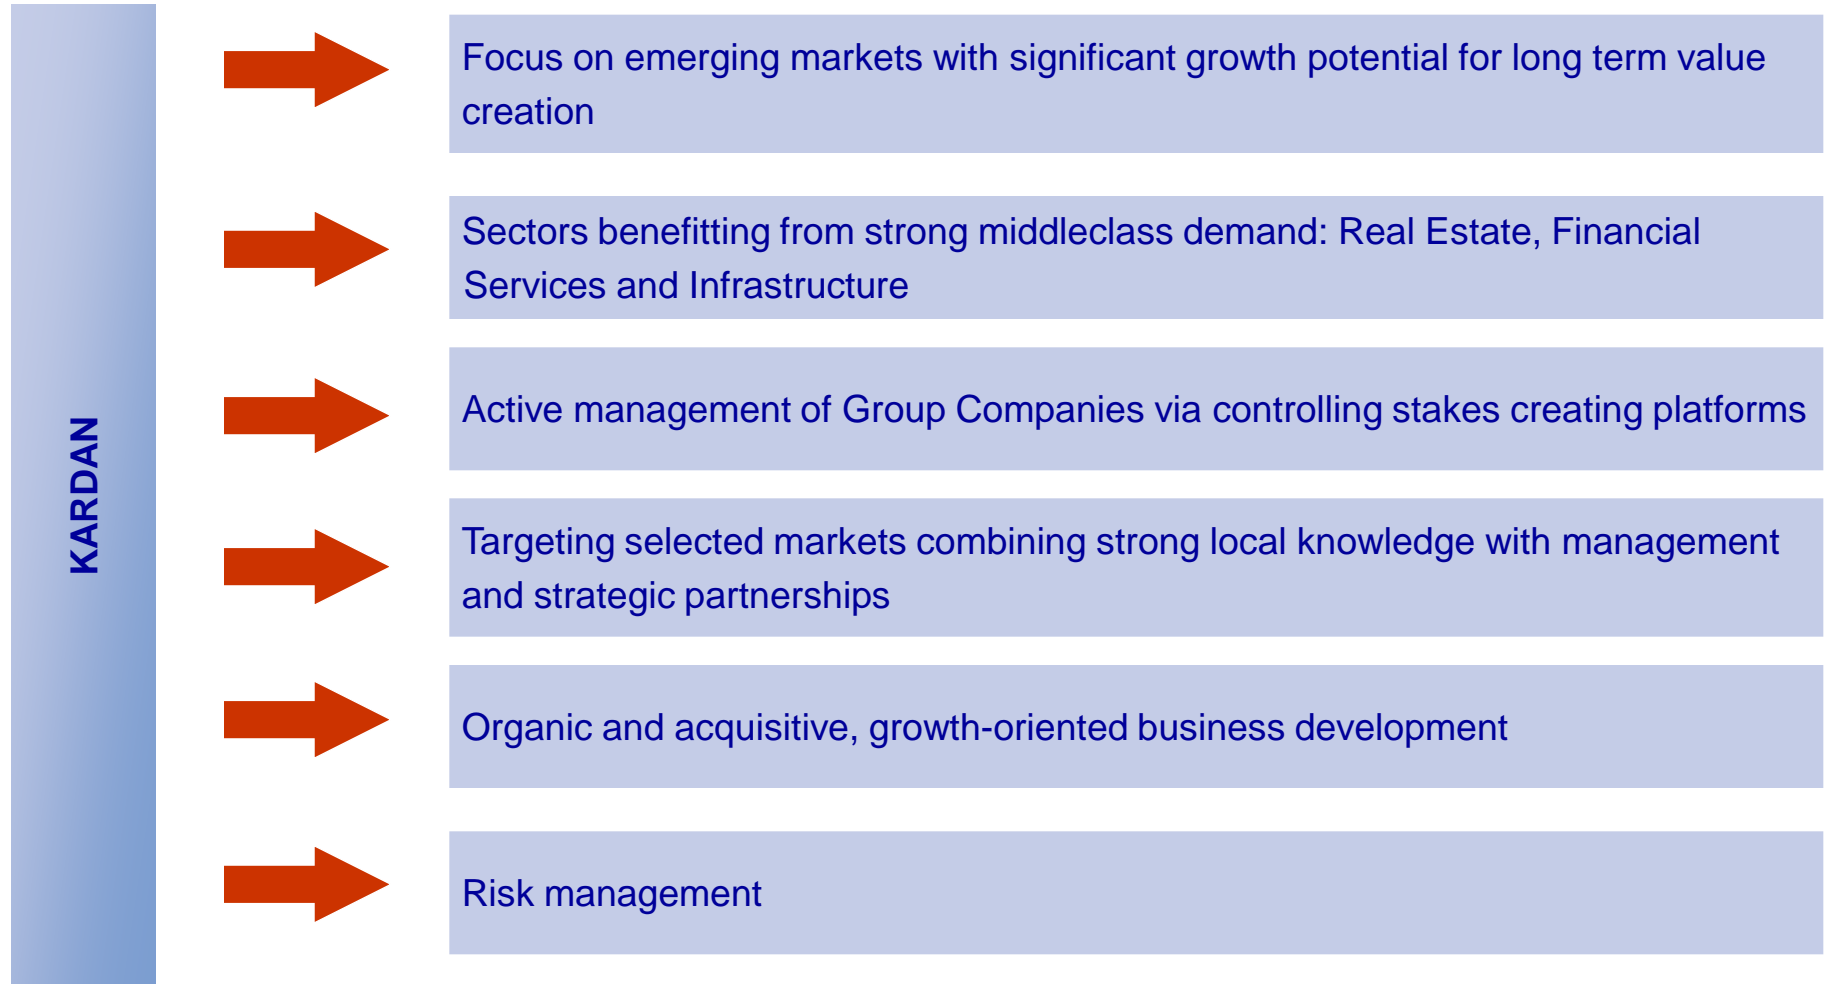 KARDAN
Focus on emerging markets with significant growth potential for long term value
creation
Sectors benefitting from strong middleclass demand: Real Estate, Financial
Services and Infrastructure
Active management of Group Companies via controlling stakes creating platforms
Targeting selected markets combining strong local knowledge with management
and strategic partnerships
Organic and acquisitive, growth-oriented business development
Risk management